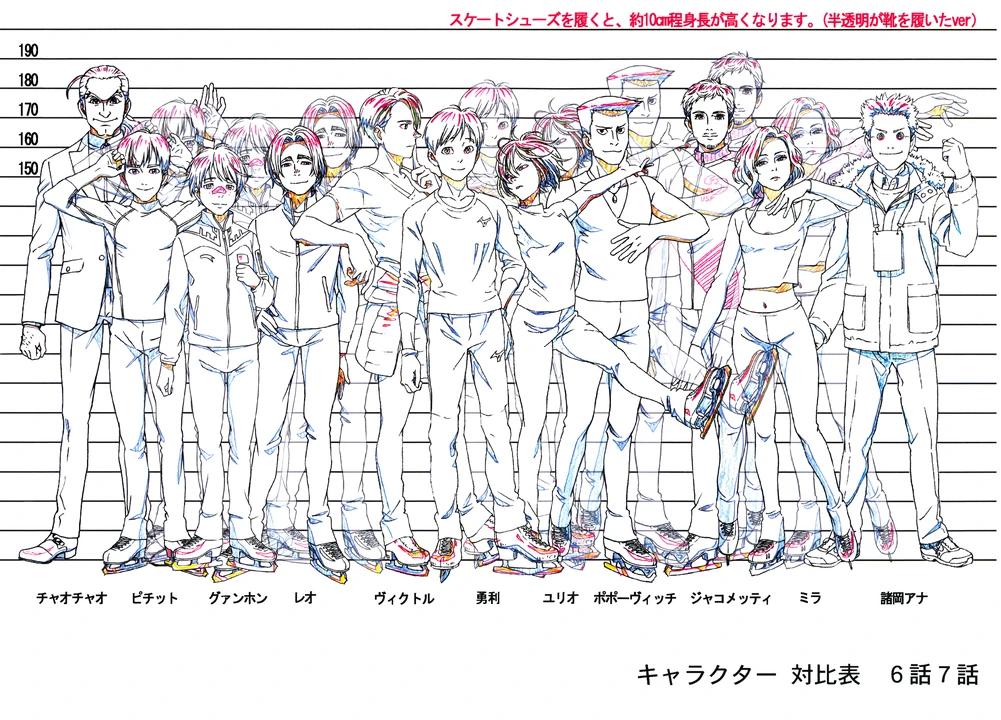 スケートシューズを履くと、約10㎝程身長が高くなります。(半透明が靴を履いたver)
190
180
170
160
150
チャオチャオ ピチット グァンホン レオ ヴィクトル 勇利 ユリオ ポポーヴィッチ ジャコメッティ ミラ 諸岡アナ
キャラクター 対比表 6話7話